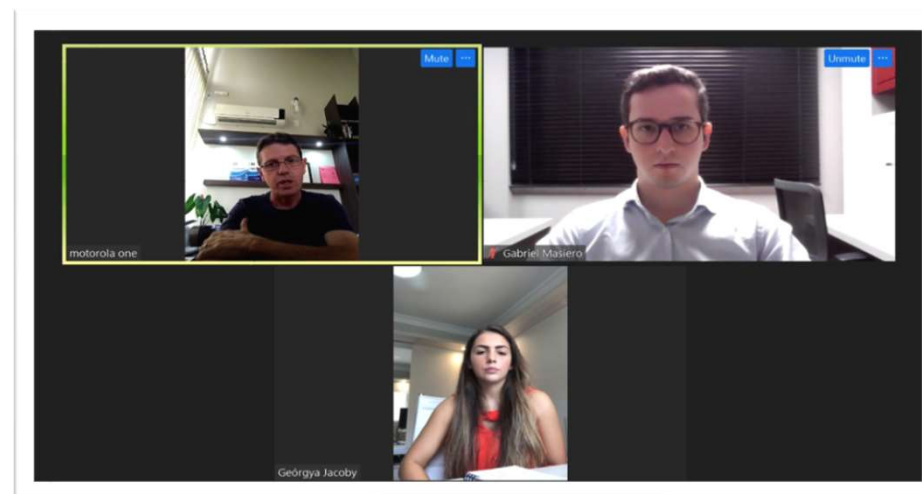 Mute
Unmute
motorola one
Gabriel Masiero
Geórgya Jacoby